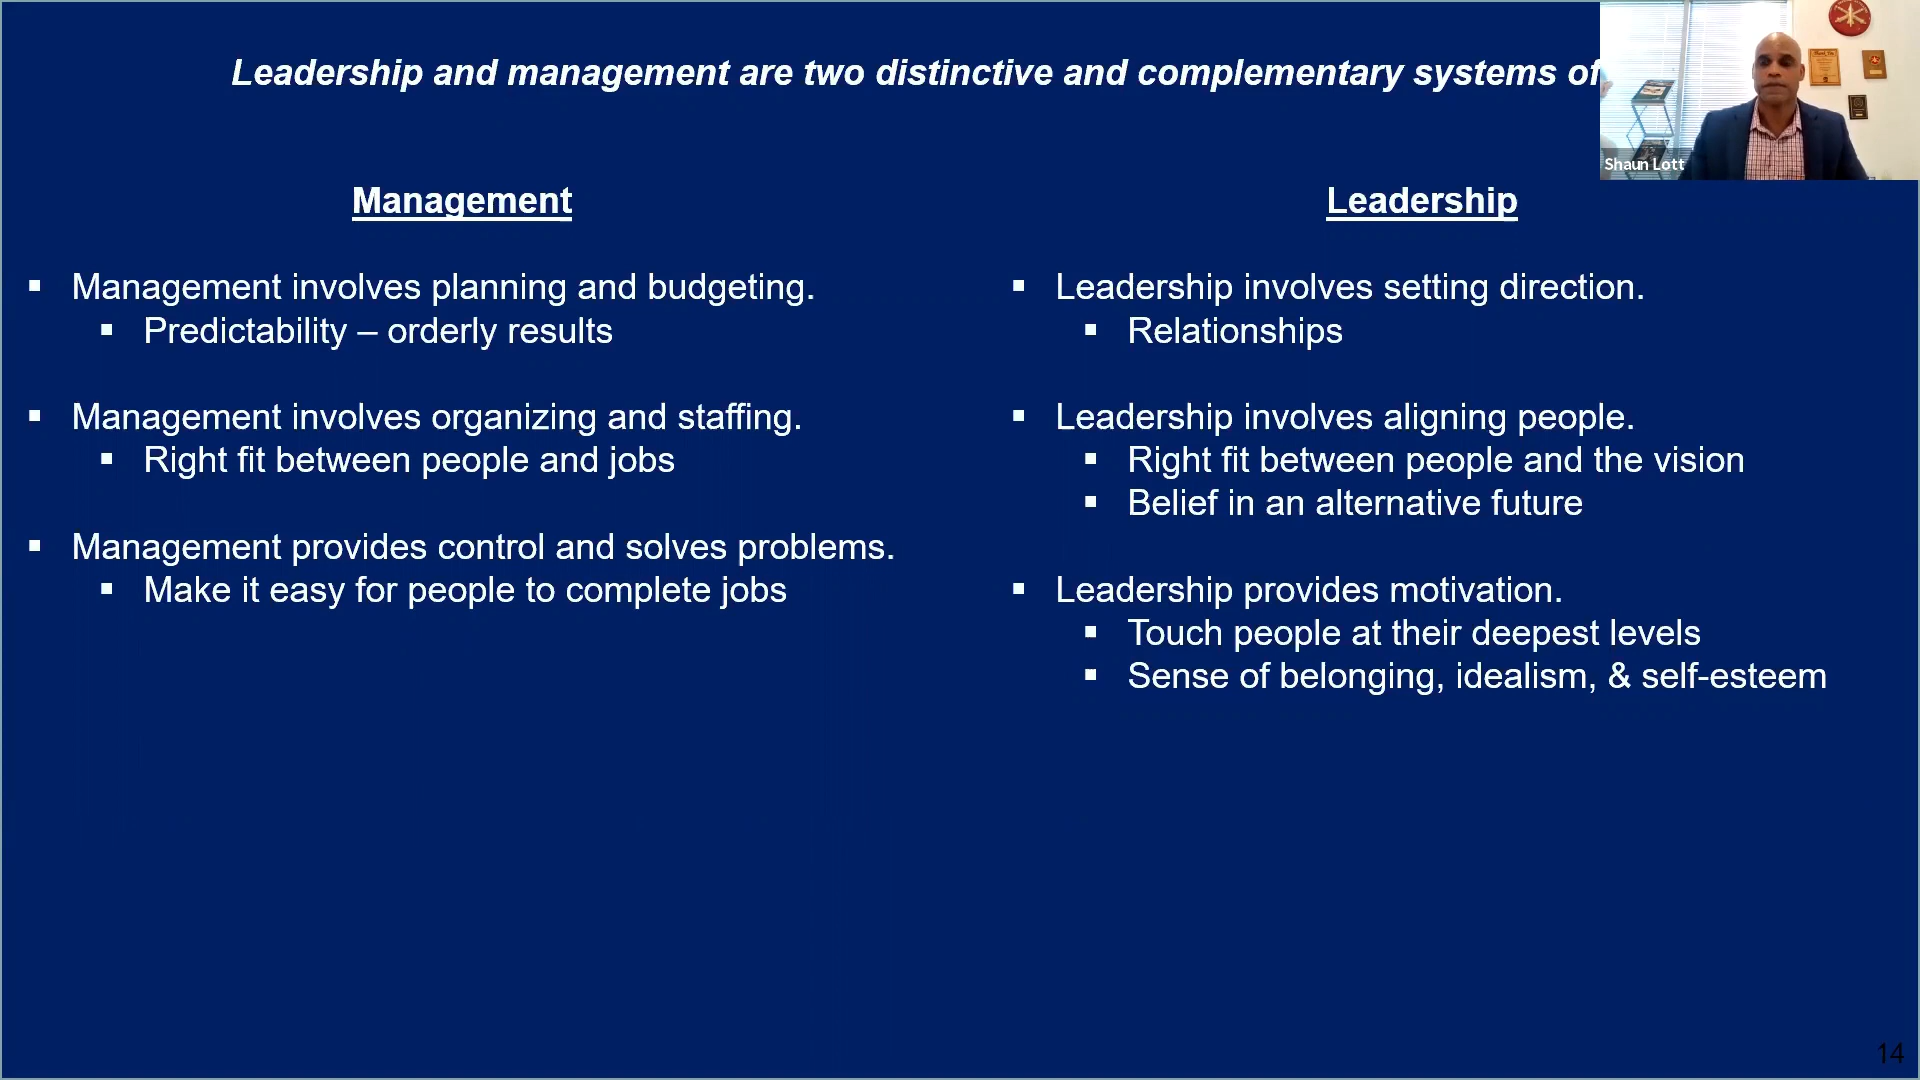 Leadership and management are two distinctive and complementary systems of
Shaun Lott
Management
▪ Management involves planning and budgeting.
▪ Predictability – orderly results
▪ Management involves organizing and staffing.
▪ Right fit between people and jobs
▪ Management provides control and solves problems.
▪ Make it easy for people to complete jobs
Leadership
▪ Leadership involves setting direction.
▪ Relationships
▪ Leadership involves aligning people.
▪ Right fit between people and the vision
▪ Belief in an alternative future
▪ Leadership provides motivation.
▪ Touch people at their deepest levels
▪ Sense of belonging, idealism, & self-esteem
14